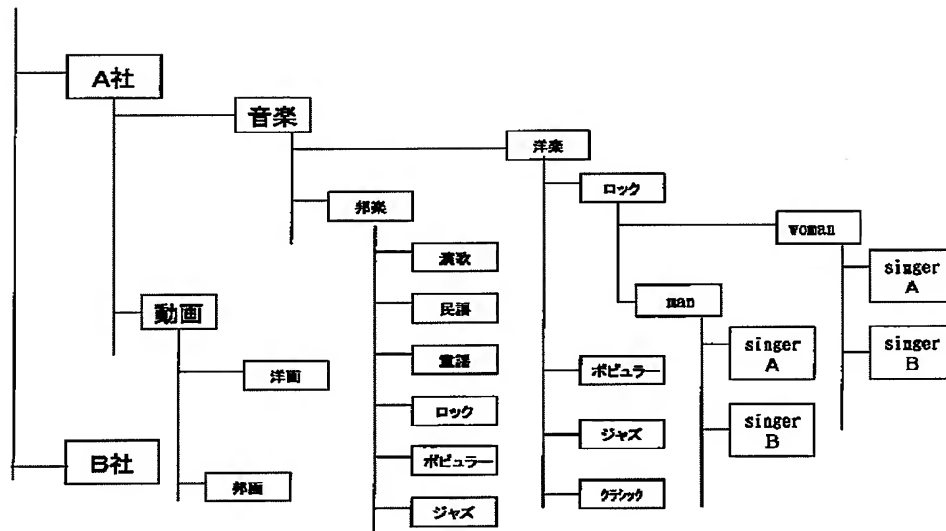 A社
音楽
洋楽
ロック
邦楽
woman
演歌
singer
A
民謡
man
動画
singer
A
童謡
singer
B
洋画
ポピュラー
ロック
singer
B
ジャズ
B社
ポピュラー
邦画
クラシック
ジャズ